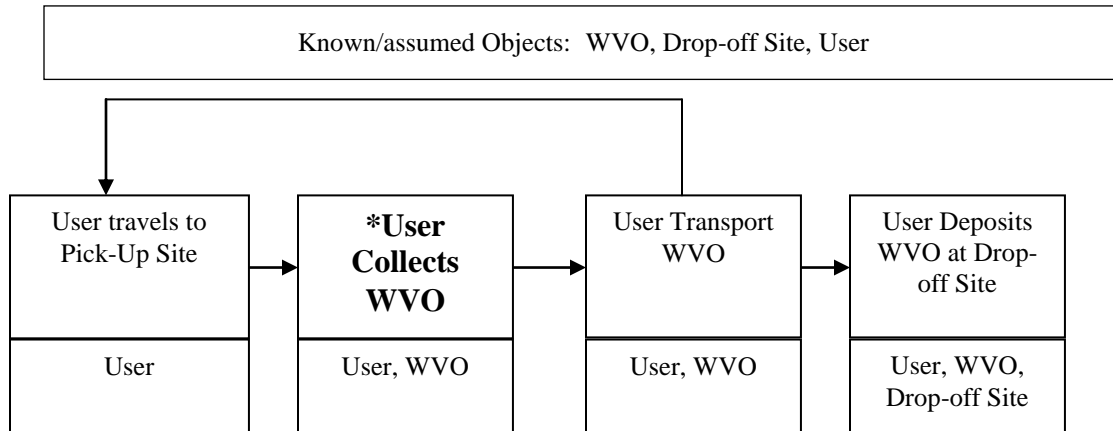 Known/assumed Objects: WVO, Drop-off Site, User
User travels to
Pick-Up Site
User
*User
Collects
WVO
User, WVO
User Transport
WVO
User, WVO
User Deposits
WVO at Drop-
off Site
User, WVO,
Drop-off Site